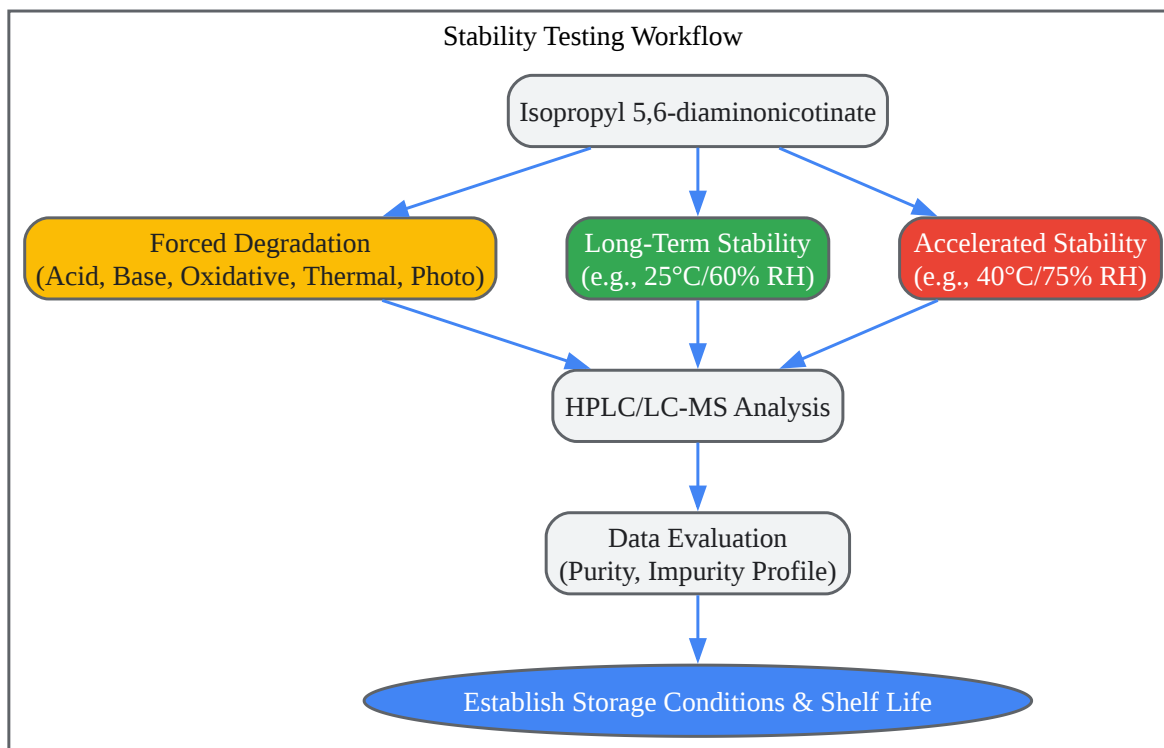 Stability Testing Workflow
Isopropyl 5,6-diaminonicotinate
Forced Degradation
(Acid, Base, Oxidative, Thermal, Photo)
Long-Term Stability
(e.g., 25°C/60% RH)
Accelerated Stability
(e.g., 40°C/75% RH)
HPLC/LC-MS Analysis
Data Evaluation
(Purity, Impurity Profile)
Establish Storage Conditions & Shelf Life